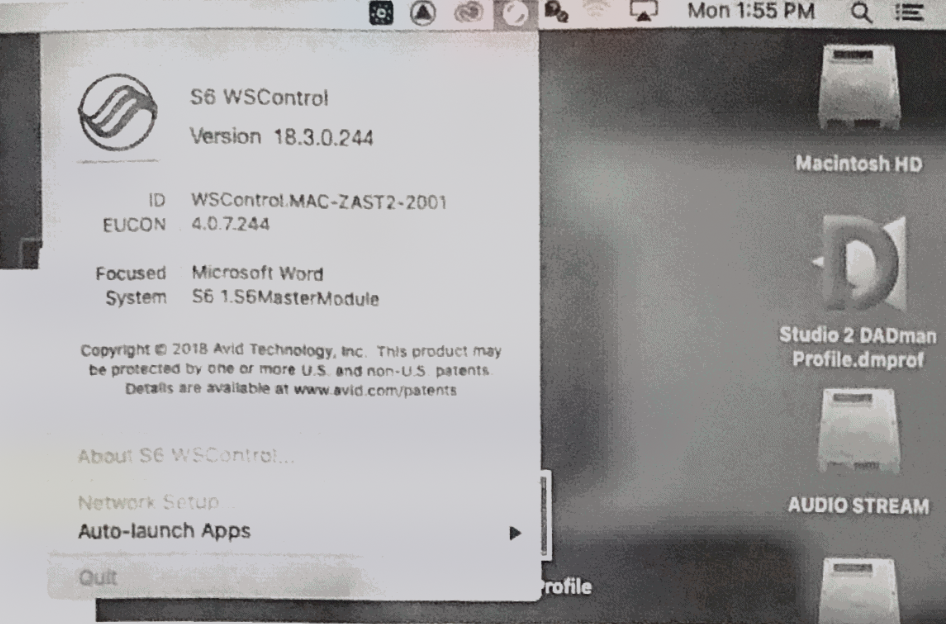 Mon 1:55 PM
S6 WSControl
Version 18.3.0.244
ID WSControl.MAC-ZAST2-2001
EUCON 4.0.7.244
Focused Microsoft Word
System S6 1.S6MasterModule
Copyright © 2018 Avid Technology, Inc. This product may
be protected by one or more U.S. and non-U.S. patents.
Details are available at www.avid.com/patents
About S6 WSControl...
Network Setup
Auto-launch Apps
Quit
Macintosh HD
Studio 2 DADman
Profile.dmprof
AUDIO STREAM
rofile